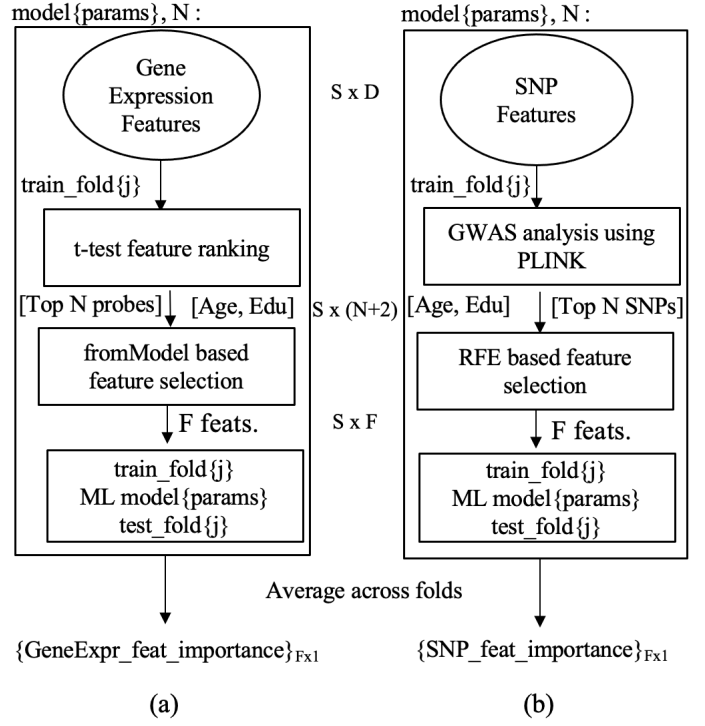 model{params}, N :
Gene
Expression
Features
train_fold{j}
t-test feature ranking
[Top N probes] [Age, Edu]
fromModel based
feature selection
F feats.
train_fold{j}
ML model{params}
test_fold{j}
S x D
S x (N+2)
S x F
model{params}, N :
SNP
Features
train_fold{j}
GWAS analysis using
PLINK
[Age, Edu] [Top N SNPs]
RFE based feature
selection
F feats.
train_fold{j}
ML model{params}
test_fold{j}
Average across folds
{GeneExpr_feat_importance}Fx1
{SNP_feat_importance}Fx1
(a)
(b)